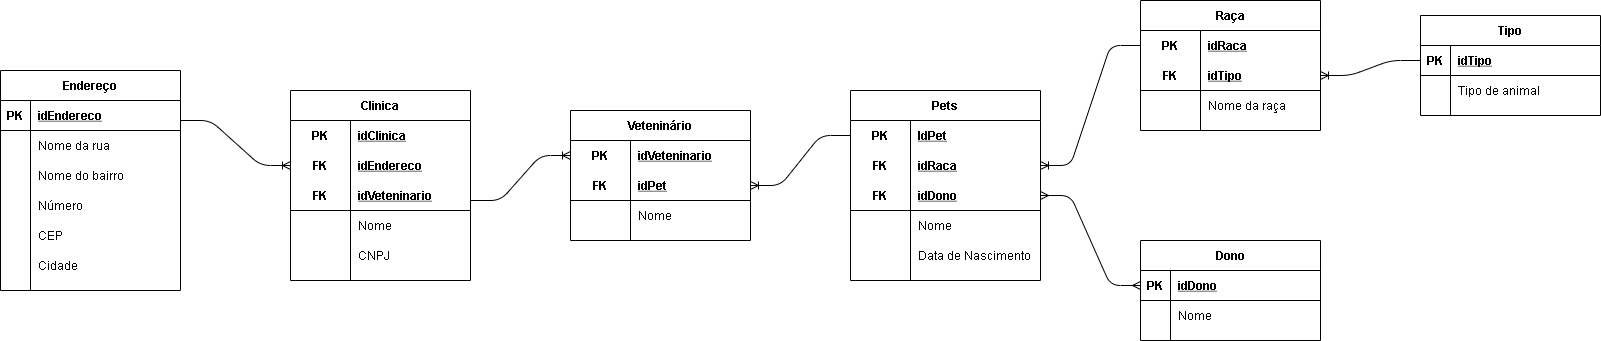 Endereço
PK idEndereco
Nome da rua
Nome do bairro
Número
CEP
Cidade
Clinica
PK idClinica
FK idEndereco
FK idVeteninario
Nome
CNPJ
Veteninário
PK idVeteninario
FK idPet
Nome
Pets
PK IdPet
FK idRaca
FK idDono
Nome
Data de Nascimento
Raça
PK idRaca
FK idTipo
Nome da raça
Tipo
PK idTipo
Tipo de animal
Dono
PK idDono
Nome